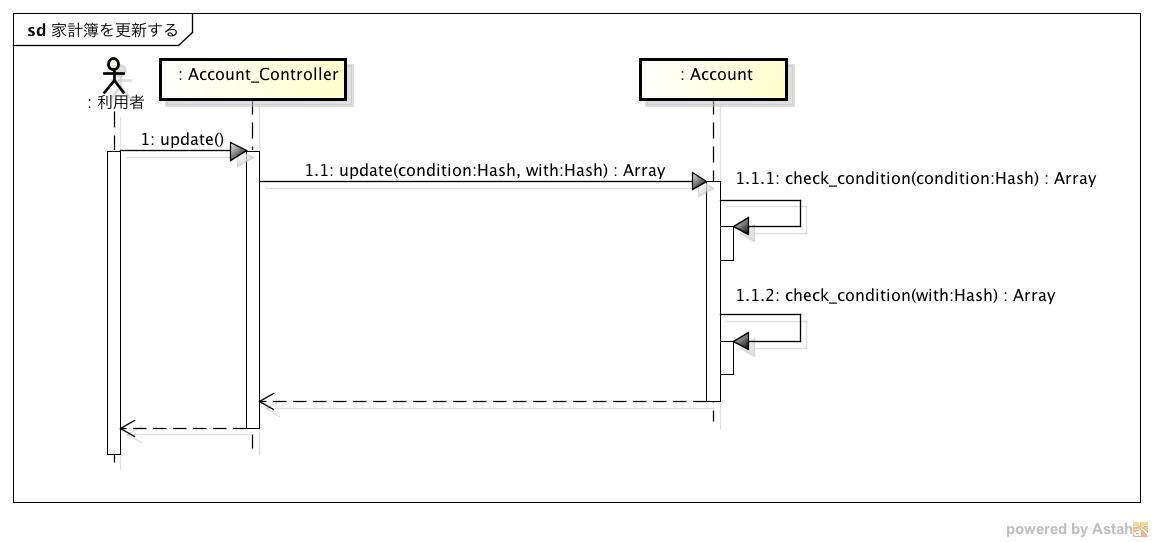 sd 家計簿を更新する
: 利用者
: Account_Controller
: Account
1: update()
1.1: update(condition:Hash, with:Hash) : Array
1.1.1: check_condition(condition:Hash) : Array
1.1.2: check_condition(with:Hash) : Array
powered by Astah